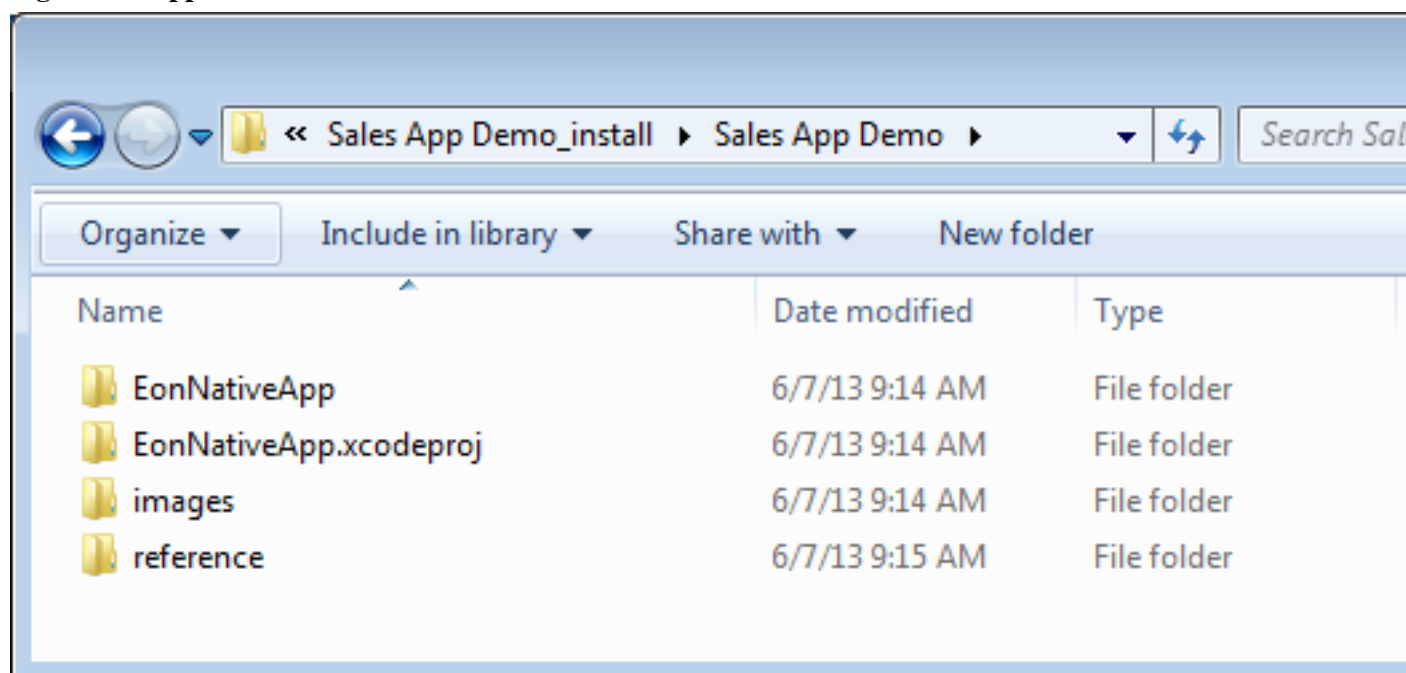 « Sales App Demo_install ▸ Sales App Demo ▸ Search Sal
Organize ▾ Include in library ▾ Share with ▾ New folder
Name Date modified Type
EonNativeApp 6/7/13 9:14 AM File folder
EonNativeApp.xcodeproj 6/7/13 9:14 AM File folder
images 6/7/13 9:14 AM File folder
reference 6/7/13 9:15 AM File folder